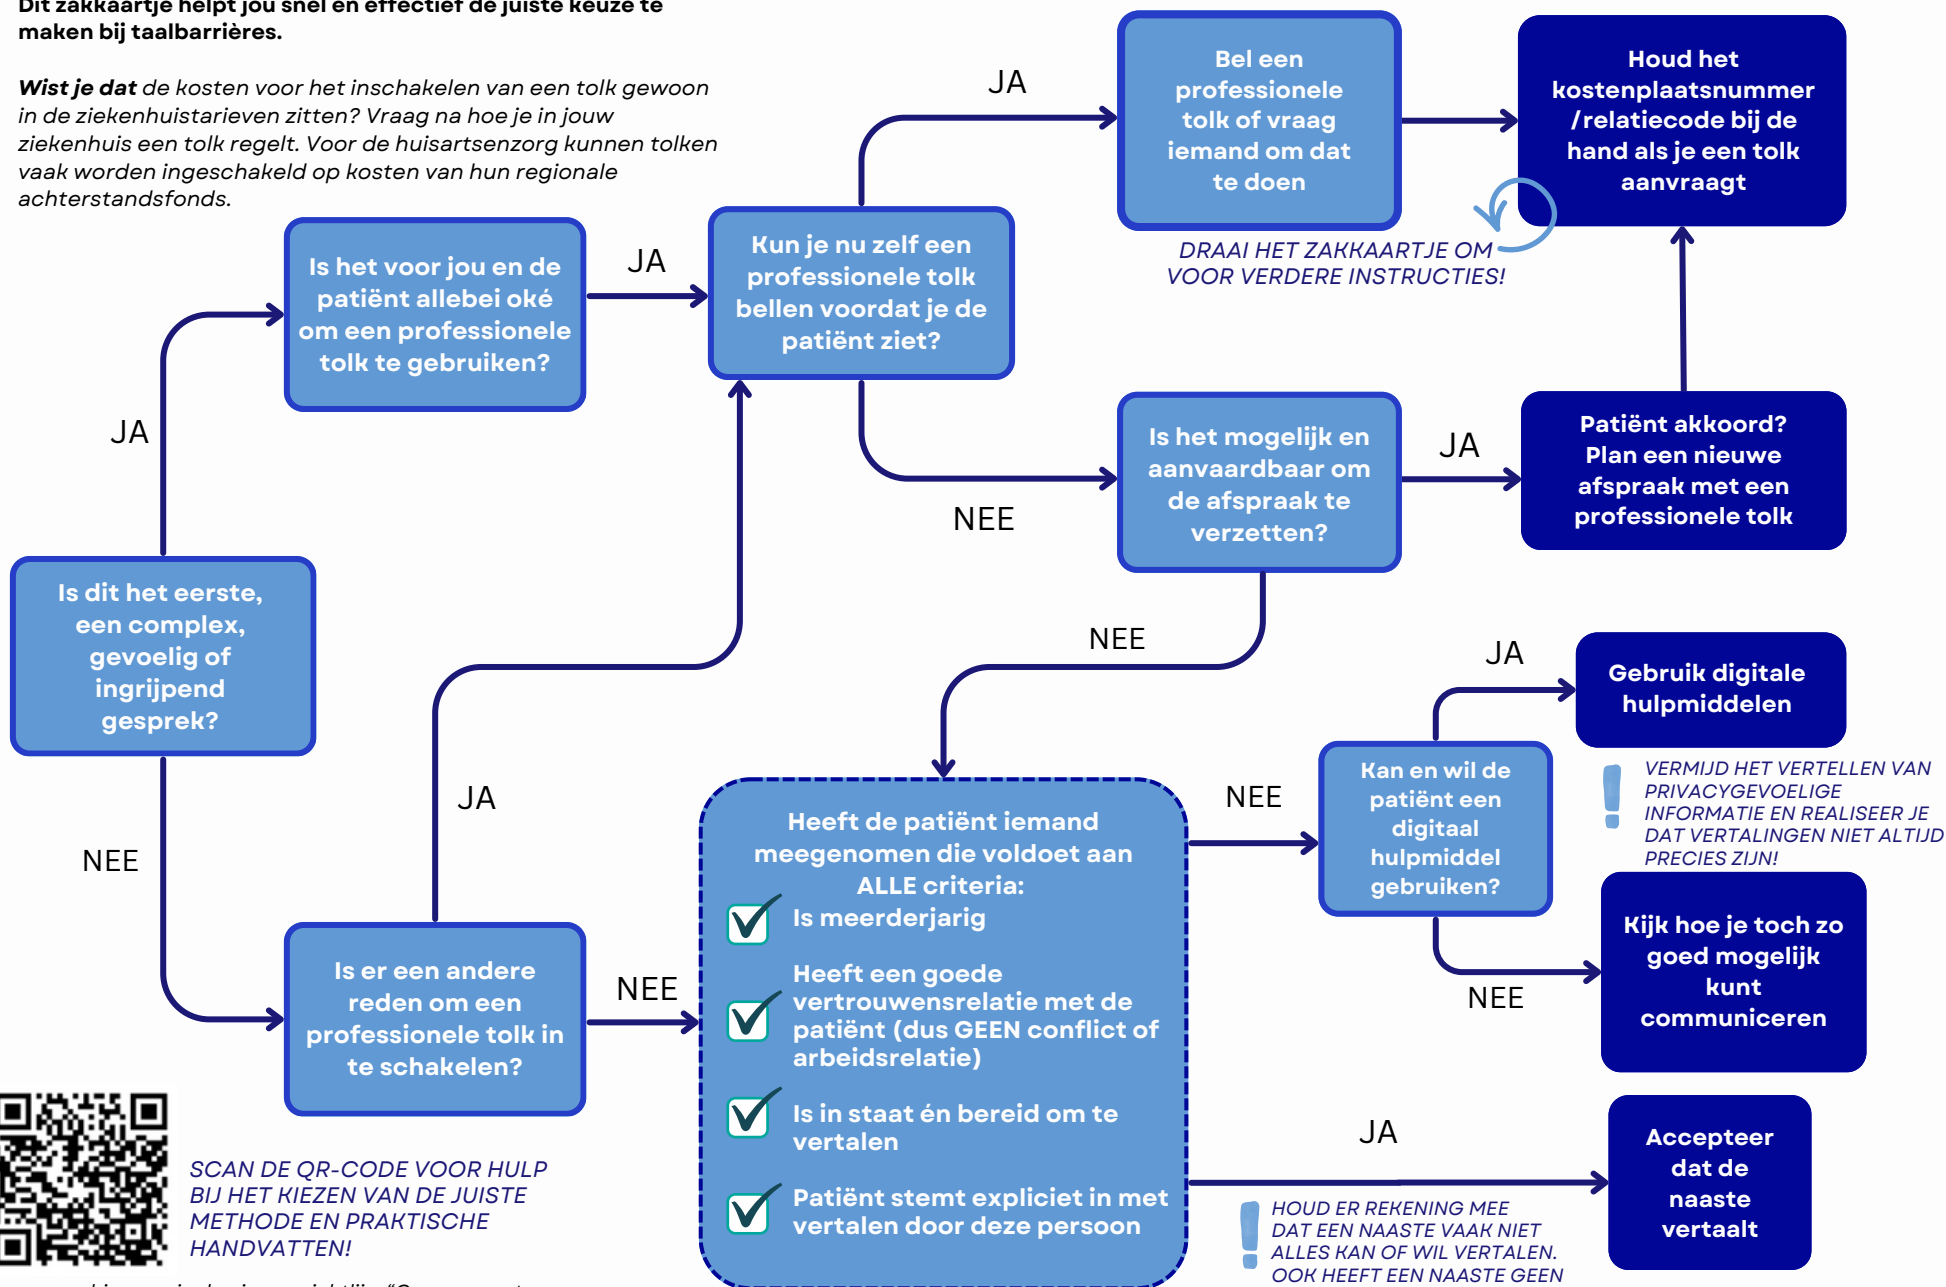 Dit zakkaartje helpt jou snel en effectief de juiste keuze te
maken bij taalbarrières.
Wist je dat de kosten voor het inschakelen van een tolk gewoon
in de ziekenhuistarieven zitten? Vraag na hoe je in jouw
ziekenhuis een tolk regelt. Voor de huisartsenzorg kunnen tolken
vaak worden ingeschakeld op kosten van hun regionale
achterstandsfonds.
JA
Bel een
professionele
tolk of vraag
iemand om dat
te doen
Houd het
kostenplaatsnummer
/relatiecode bij de
hand als je een tolk
aanvraagt
DRAAI HET ZAKKAARTJE OM
VOOR VERDERE INSTRUCTIES!
Is het voor jou en de
patiënt allebei oké
om een professionele
tolk te gebruiken?
JA
Kun je nu zelf een
professionele tolk
bellen voordat je de
patiënt ziet?
JA
NEE
Is het mogelijk en
aanvaardbaar om
de afspraak te
verzetten?
JA
Patiënt akkoord?
Plan een nieuwe
afspraak met een
professionele tolk
Is dit het eerste,
een complex,
gevoelig of
ingrijpend
gesprek?
NEE
JA
NEE
Is er een andere
reden om een
professionele tolk in
te schakelen?
NEE
Heeft de patiënt iemand
meegenomen die voldoet aan
ALLE criteria:
Is meerderjarig
Heeft een goede
vertrouwensrelatie met de
patiënt (dus GEEN conflict of
arbeidsrelatie)
Is in staat én bereid om te
vertalen
Patiënt stemt expliciet in met
vertalen door deze persoon
NEE
Kan en wil de
patiënt een
digitaal
hulpmiddel
gebruiken?
JA
Gebruik digitale
hulpmiddelen
VERMIJD HET VERTELLEN VAN
PRIVACYGEVOELIGE
INFORMATIE EN REALISEER JE
DAT VERTALINGEN NIET ALTIJD
PRECIES ZIJN!
NEE
Kijk hoe je toch zo
goed mogelijk
kunt
communiceren
JA
Accepteer
dat de
naaste
vertaalt
HOUD ER REKENING MEE
DAT EEN NAASTE VAAK NIET
ALLES KAN OF WIL VERTALEN.
OOK HEEFT EEN NAASTE GEEN
SCAN DE QR-CODE VOOR HULP
BIJ HET KIEZEN VAN DE JUISTE
METHODE EN PRAKTISCHE
HANDVATTEN!